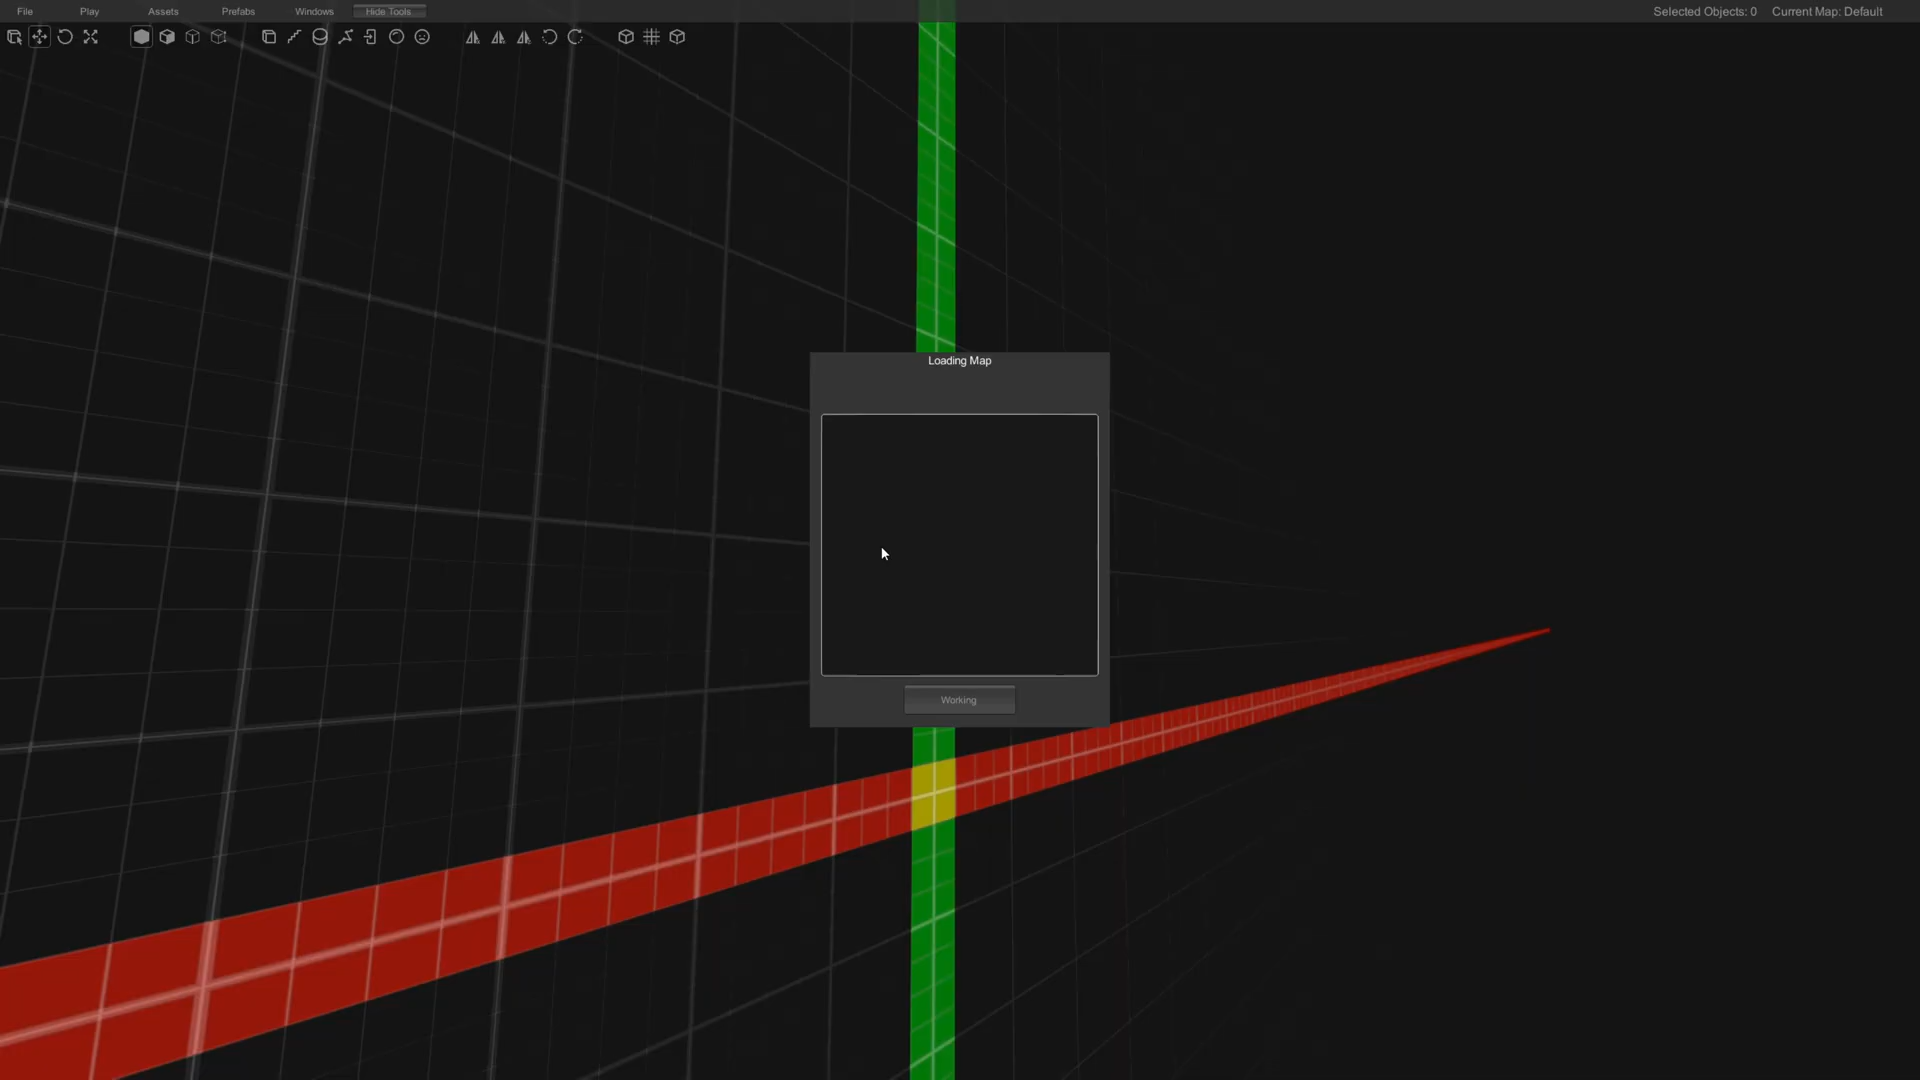 File Play Assets Prefabs Windows Hide Tools Selected Objects: 0 Current Map: Default
Loading Map
Working